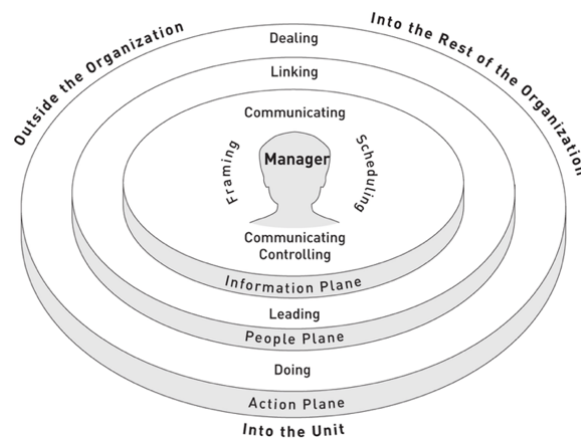 Outside the Organization
Into the Rest of the Organization
Dealing
Linking
Communicating
Framing
Manager
Scheduling
Communicating
Controlling
Information Plane
Leading
People Plane
Doing
Action Plane
Into the Unit